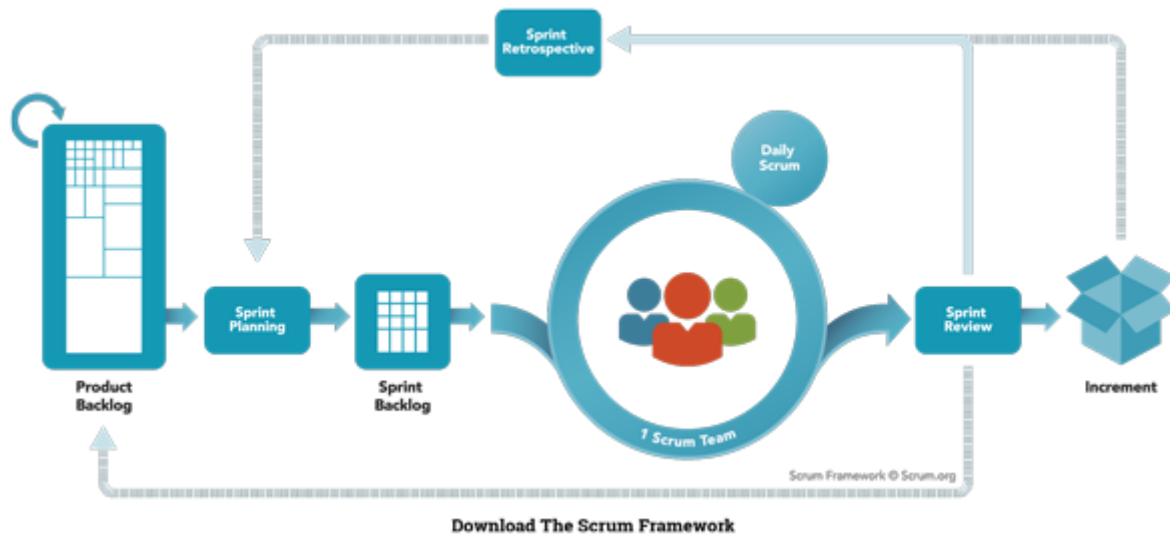 Sprint
Retrospective
Daily
Scrum
Sprint
Planning
Sprint
Review
Product
Backlog
Sprint
Backlog
Increment
1 Scrum Team
Scrum Framework © Scrum.org
Download The Scrum Framework